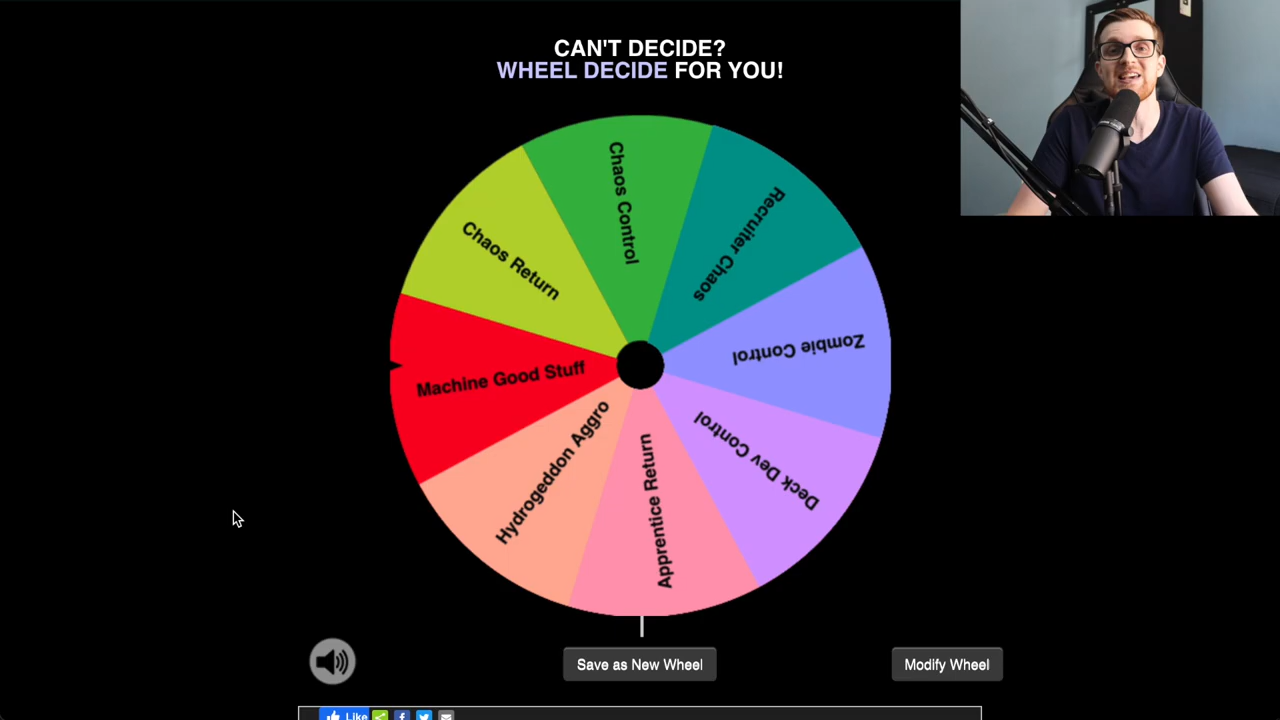 CAN'T DECIDE?
WHEEL DECIDE FOR YOU!
Chaos Control
Recruiter Chaos
Chaos Return
Zombie Control
Machine Good Stuff
Deck Dev Control
Hydrogeddon Aggro
Apprentice Return
Save as New Wheel
Modify Wheel
Like